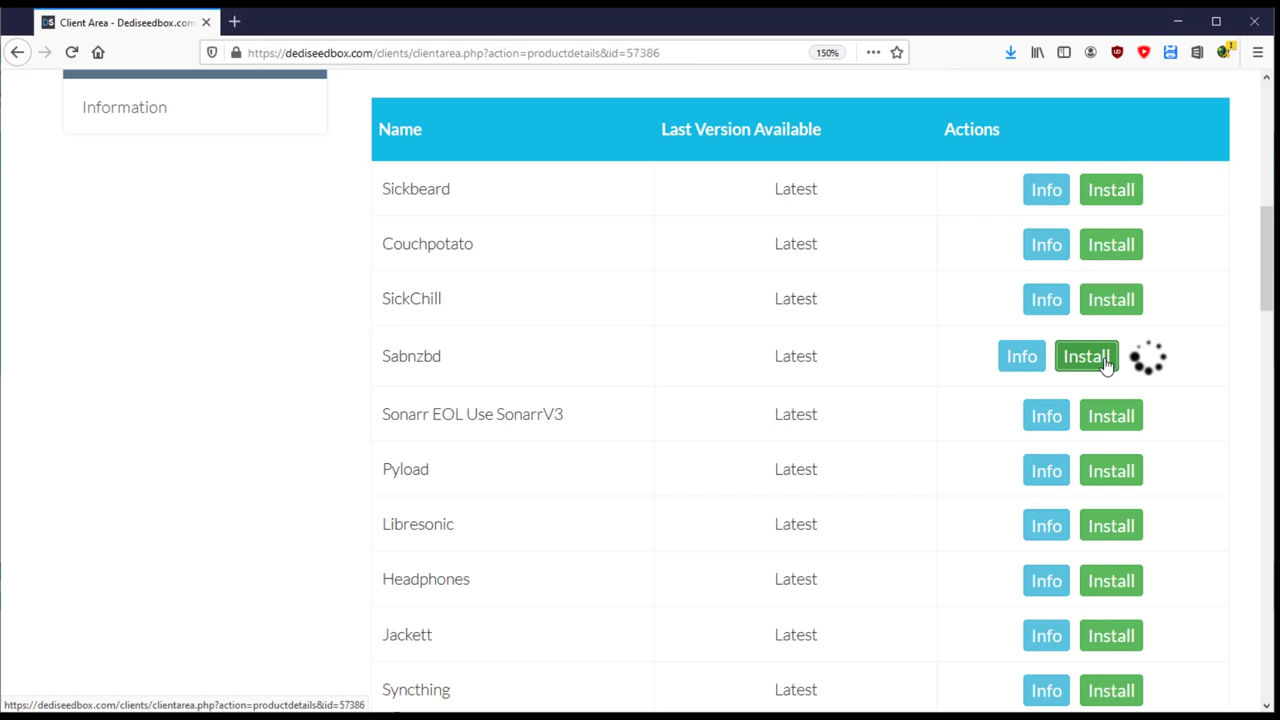 Client Area - Dediseedbox.com
https://dediseedbox.com/clients/clientarea.php?action=productdetails&id=57386
150%
Information
Name Last Version Available Actions
Sickbeard Latest Info Install
Couchpotato Latest Info Install
SickChill Latest Info Install
Sabnzbd Latest Info Install
Sonarr EOL Use SonarrV3 Latest Info Install
Pyload Latest Info Install
Libresonic Latest Info Install
Headphones Latest Info Install
Jackett Latest Info Install
Syncthing Latest Info Install
https://dediseedbox.com/clients/clientarea.php?action=productdetails&id=57386